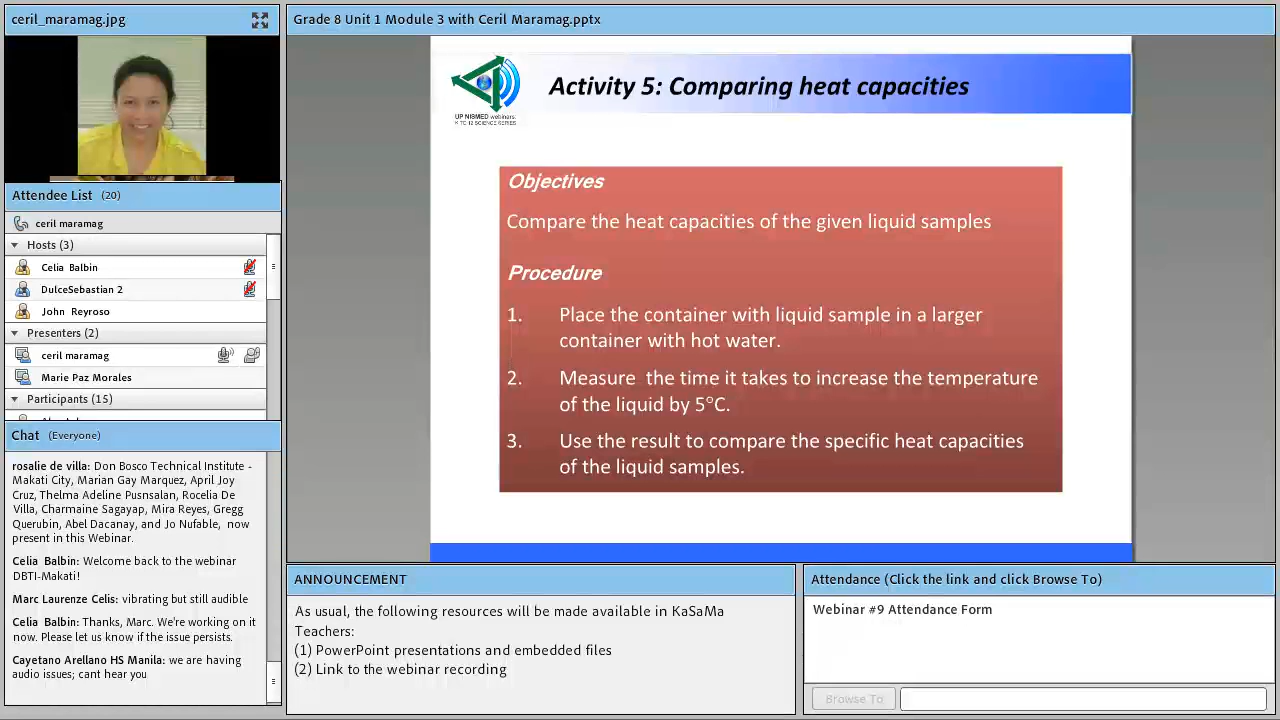 ceril_maramag.jpg
Attendee List (20)
ceril maramag
Hosts (3)
Celia Balbin
DulceSebastian 2
John Reyroso
Presenters (2)
ceril maramag
Marie Paz Morales
Participants (15)
Chat (Everyone)
rosalie de villa: Don Bosco Technical Institute -
Makati City, Marian Gay Marquez, April Joy
Cruz, Thelma Adeline Pusnsalan, Rocelia De
Villa, Charmaine Sagayap, Mira Reyes, Gregg
Querubin, Abel Dacanay, and Jo Nufable, now
present in this Webinar.
Celia Balbin: Welcome back to the webinar
DBTI-Makati!
Marc Laurenze Celis: vibrating but still audible
Celia Balbin: Thanks, Marc. We're working on it
now. Please let us know if the issue persists.
Cayetano Arellano HS Manila: we are having
audio issues; cant hear you
Grade 8 Unit 1 Module 3 with Ceril Maramag.pptx
UP NISMED webinars:
K TO 12 SCIENCE SERIES
Activity 5: Comparing heat capacities
Objectives
Compare the heat capacities of the given liquid samples
Procedure
1. Place the container with liquid sample in a larger
container with hot water.
2. Measure the time it takes to increase the temperature
of the liquid by 5°C.
3. Use the result to compare the specific heat capacities
of the liquid samples.
ANNOUNCEMENT
As usual, the following resources will be made available in KaSaMa
Teachers:
(1) PowerPoint presentations and embedded files
(2) Link to the webinar recording
Attendance (Click the link and click Browse To)
Webinar #9 Attendance Form
Browse To